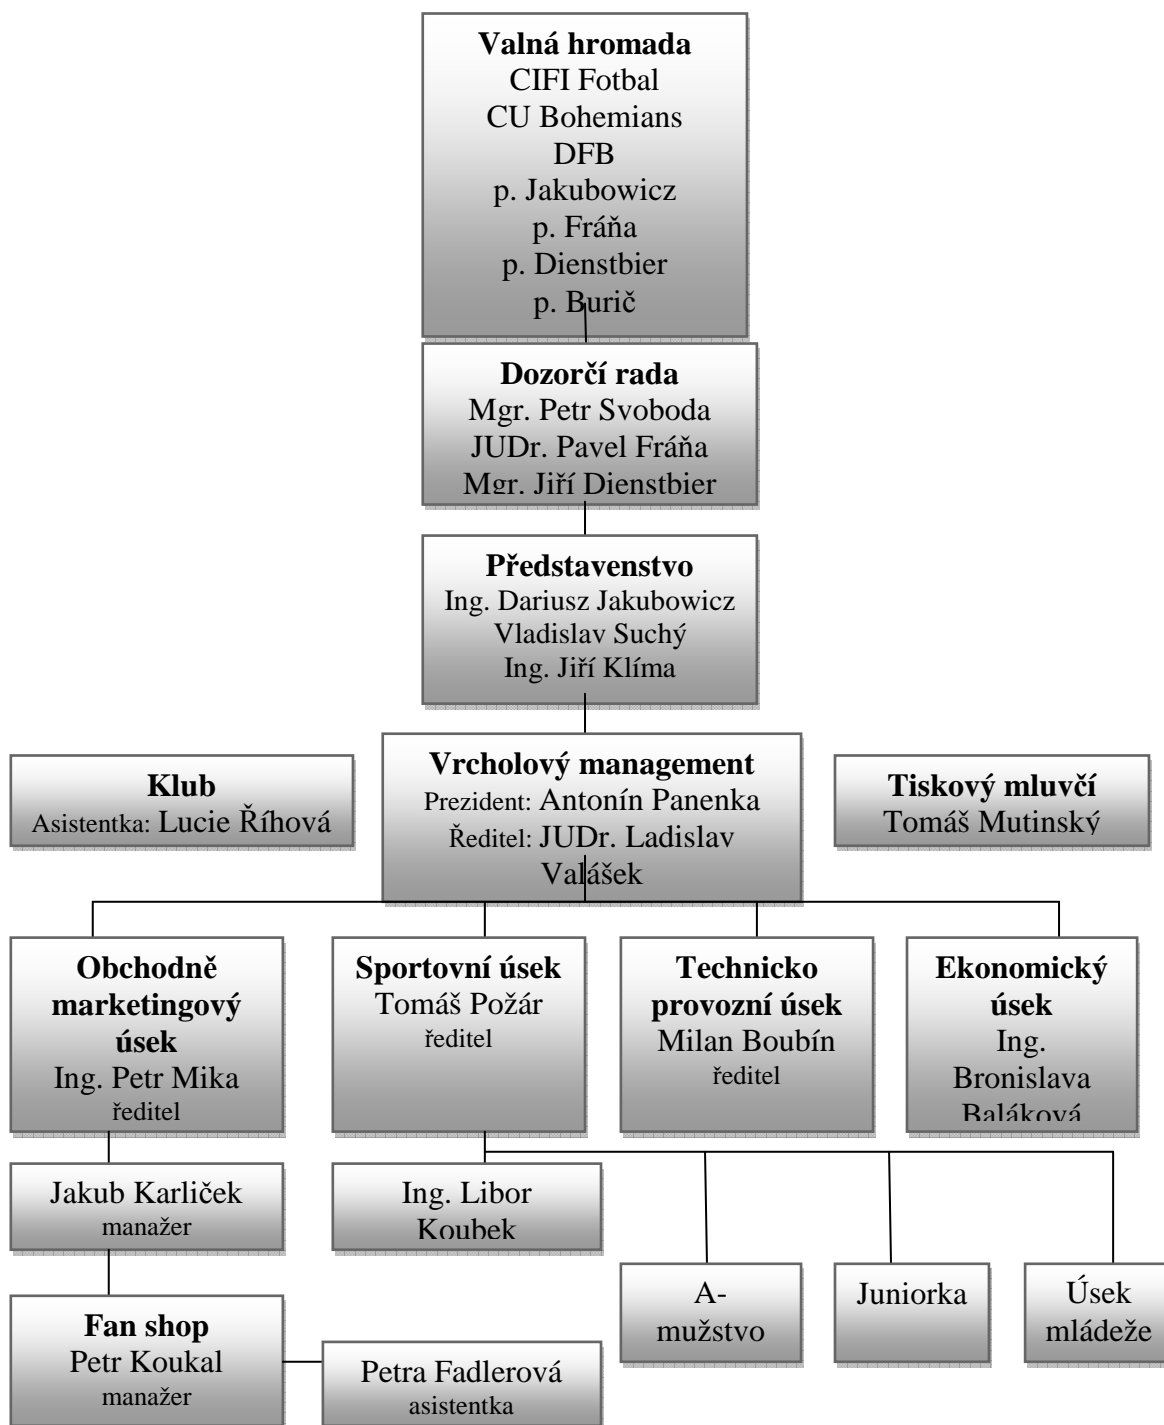 Valná hromada
CIFI Fotbal
CU Bohemians
DFB
p. Jakubowicz
p. Fráňa
p. Dienstbier
p. Burič
Dozorčí rada
Mgr. Petr Svoboda
JUDr. Pavel Fráňa
Mgr. Jiří Dienstbier
Představenstvo
Ing. Dariusz Jakubowicz
Vladislav Suchý
Ing. Jiří Klíma
Klub
Asistentka: Lucie Říhová
Vrcholový management
Prezident: Antonín Panenka
Ředitel: JUDr. Ladislav
Valášek
Tiskový mluvčí
Tomáš Mutinský
Obchodně
marketingový
úsek
Ing. Petr Mika
ředitel
Sportovní úsek
Tomáš Požár
ředitel
Technicko
provozní úsek
Milan Boubín
ředitel
Ekonomický
úsek
Ing.
Bronislava
Baláková
Jakub Karliček
manažer
Ing. Libor
Koubek
Fan shop
Petr Koukal
manažer
Petra Fadlerová
asistentka
A-
mužstvo
Juniorka
Úsek
mládeže